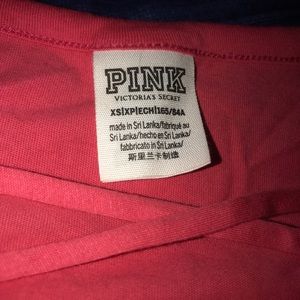 PINK
VICTORIA'S SECRET
XS|XP|ECH|165/84A
made in Sri Lanka/fabriqué au
Sri Lanka/hecho en Sri Lanka/
fabbricato in Sri Lanka/
斯里兰卡制造